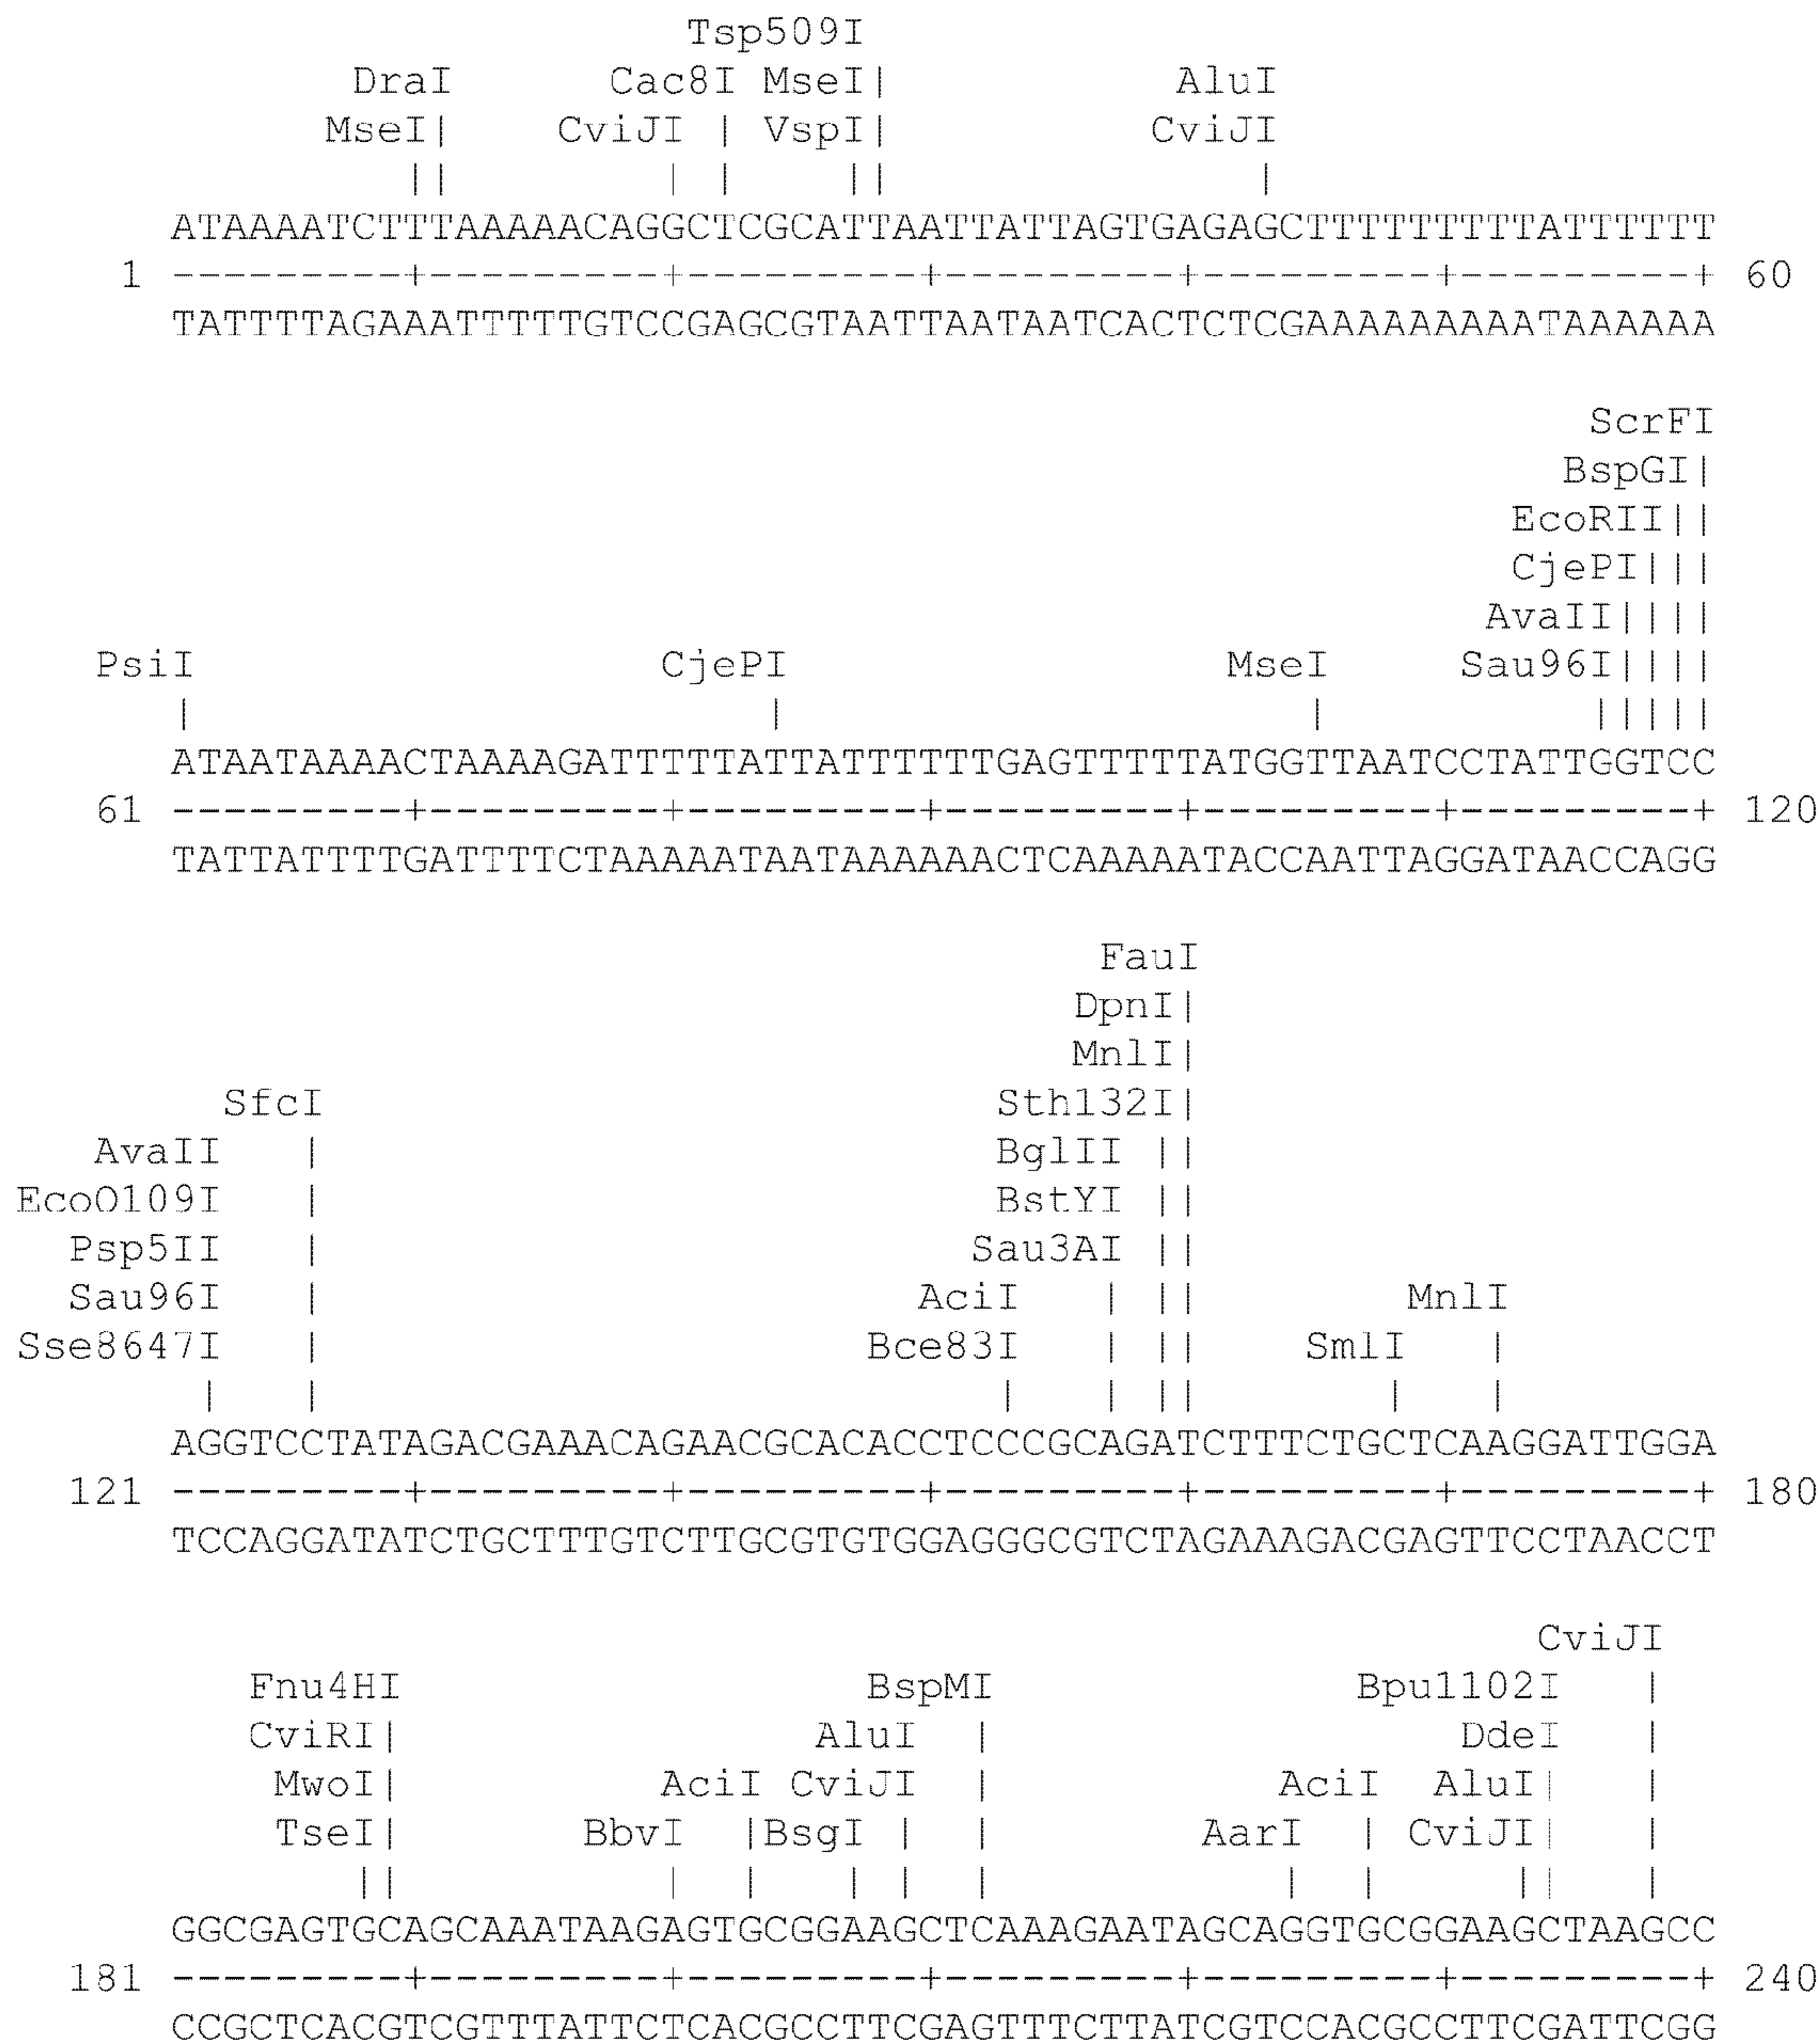 Tsp509I
DraI Cac8I MseI| AluI
MseI| CviJI | VspI| CviJI
|| | | || |
ATAAAATCTTTAAAAACAGGCTCGCATTAATTATTAGTGAGAGCTTTTTTTTTTATTTTTT
1 ---------+---------+---------+---------+---------+---------+ 60
TATTTTAGAAATTTTTGTCCGAGCGTAATTAATAATCACTCTCGAAAAAAAAAATAAAAAA
ScrFI
BspGI|
EcoRII||
CjePI|||
AvaII||||
PsiI CjePI MseI Sau96I||||
| | | |||||
ATAATAAAACTAAAAGATTTTTTATTATTTTTTTGAGTTTTTTATGGTTAATCCTATTGGTCC
61 ---------+---------+---------+---------+---------+---------+ 120
TATTATTTTGATTTTCTAAAAATAATAAAAAACTCAAAAATACCAATTAGGATAACCAGG
FauI
DpnI|
MnlI|
SfcI Sth132I|
AvaII | BglII ||
EcoO109I | BstYI ||
Psp5II | Sau3AI ||
Sau96I | AciI | || MnlI
Sse8647I | Bce83I | || SmlI |
| | | | || | |
AGGTCCTATAGACGAAACAGAACGCACACCTCCCGCAGATCTTTCTGCTCAAGGATTGGA
121 ---------+---------+---------+---------+---------+---------+ 180
TCCAGGATATCTGCTTTGTCTTGCGTGTGGAGGGCGTCTAGAAAGACGAGTTCCTAACCT
CviJI
Fnu4HI BspMI Bpu1102I |
CviRI| AluI | DdeI |
MwoI| AciI CviJI | AciI AluI| |
TseI| BbvI |BsgI | | AarI | CviJI| |
|| | | | | | | | || |
GGCGAGTGCAGCAAATAAGAGTGCGGAAGCTCAAAGAATAGCAGGTGCGGAAGCTAAGCC
181 ---------+---------+---------+---------+---------+---------+ 240
CCGCTCACGTCGTTTATTCTCACGCCTTCGAGTTTCTTATCGTCCACGCCTTCGATTCGG